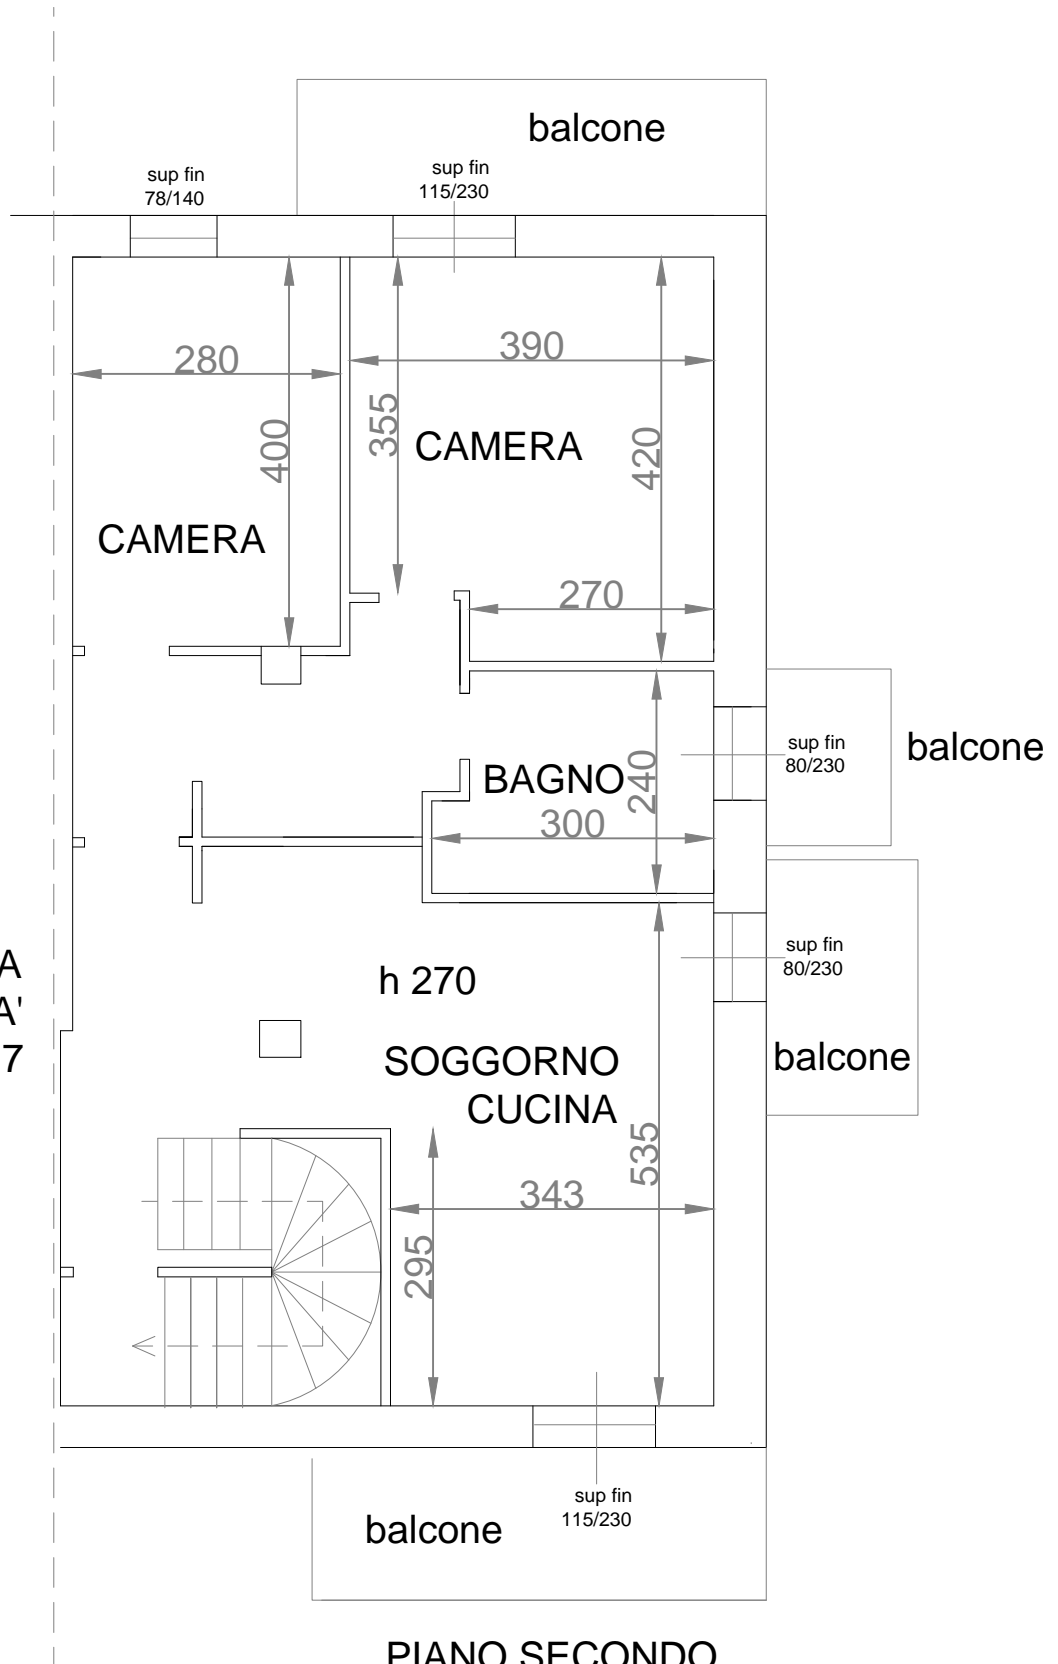 balcone
sup fin
78/140
sup fin
115/230
280
390
400
355
420
CAMERA
CAMERA
270
sup fin
80/230
balcone
BAGNO
240
300
A
A'
7
h 270
sup fin
80/230
SOGGORNO
CUCINA
balcone
535
343
295
sup fin
115/230
balcone
PIANO SECONDO